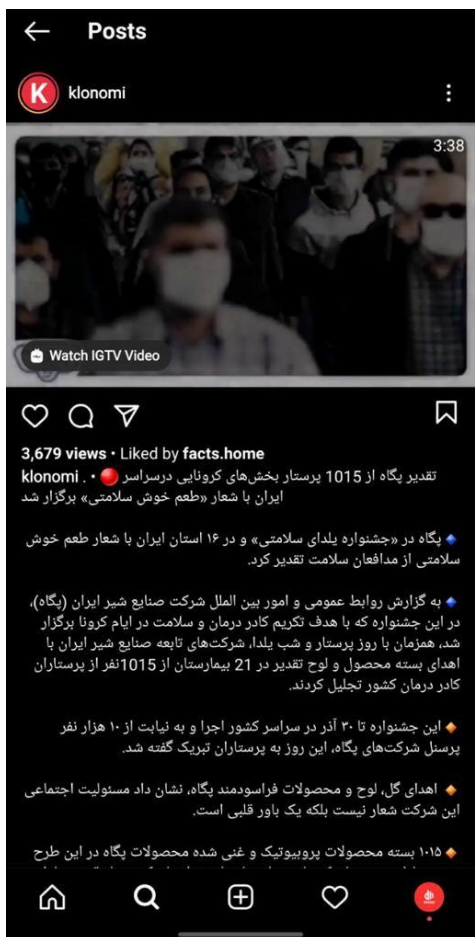 Posts
K klonomi
3:38
Watch IGTV Video
3,679 views • Liked by facts.home
klonomi . • 🔴 تقدیر پگاه از 1015 پرستار بخش‌های کرونایی درسراسر
ایران با شعار «طعم خوش سلامتی» برگزار شد
🔹 پگاه در «جشنواره یلدای سلامتی» و در ۱۶ استان ایران با شعار طعم خوش
سلامتی از مدافعان سلامت تقدیر کرد.
🔹 به گزارش روابط عمومی و امور بین الملل شرکت صنایع شیر ایران (پگاه)،
در این جشنواره که با هدف تکریم کادر درمان و سلامت در ایام کرونا برگزار
شد، همزمان با روز پرستار و شب یلدا، شرکت‌های تابعه صنایع شیر ایران با
اهدای بسته محصول و لوح تقدیر در 21 بیمارستان از 1015نفر از پرستاران
کادر درمان کشور تجلیل کردند.
🔸 این جشنواره تا ۳۰ آذر در سراسر کشور اجرا و به نیابت از ۱۰ هزار نفر
پرسنل شرکت‌های پگاه، این روز به پرستاران تبریک گفته شد.
🔸 اهدای گل، لوح و محصولات فراسودمند پگاه، نشان داد مسئولیت اجتماعی
این شرکت شعار نیست بلکه یک باور قلبی است.
🔸 ۱۰۱۵ بسته محصولات پروبیوتیک و غنی شده محصولات پگاه در این طرح